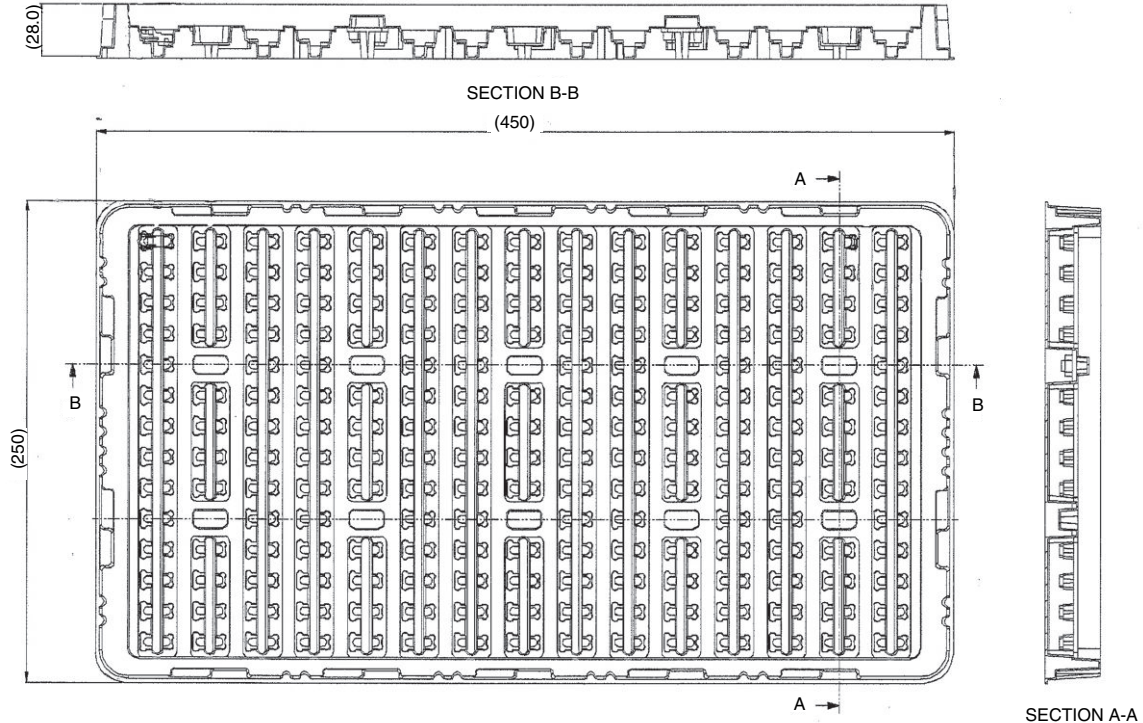 (28.0)
SECTION B-B
(450)
A
B
B
(250)
A
SECTION A-A